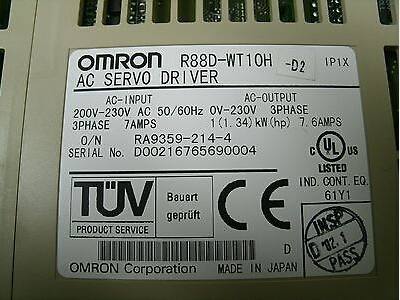 OMRON R88D-WT10H -D2 IP1X
AC SERVO DRIVER
AC-INPUT AC-OUTPUT
200V-230V AC 50/60Hz 0V-230V 3PHASE
3PHASE 7AMPS 1(1.34)kW(hp) 7.6AMPS
O/N RA9359-214-4
SERIAL No. D00216765690004
TÜV
PRODUCT SERVICE
Bauart
geprüft
c UL US
LISTED
IND. CONT. EQ.
61Y1
D
INSP
D '02.1
PASS
OMRON Corporation MADE IN JAPAN